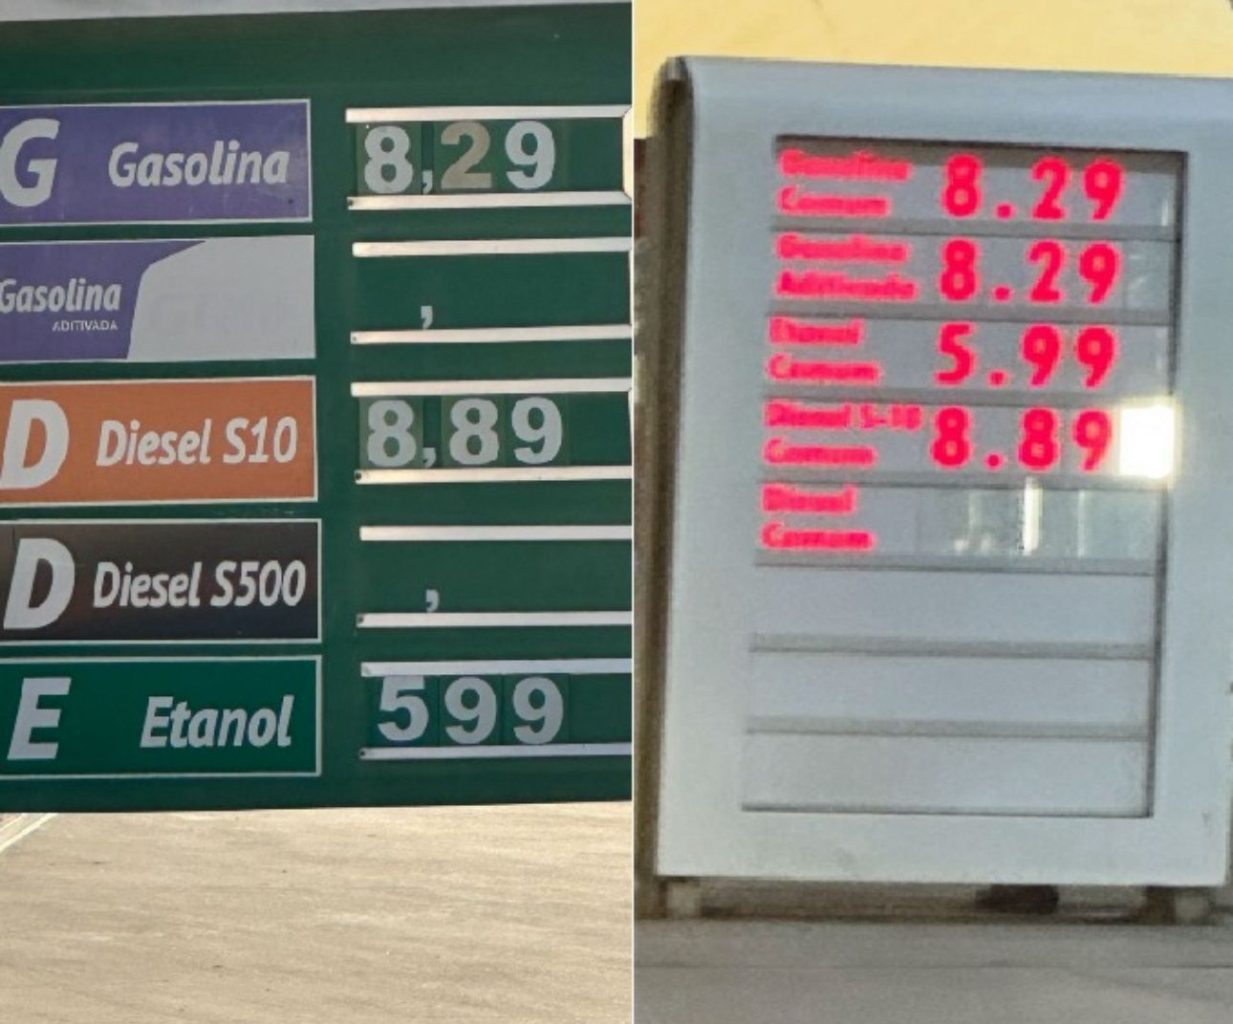 G Gasolina 8,29
Gasolina ,
ADITIVADA
D Diesel S10 8,89
D Diesel S500 ,
E Etanol 599
Gasolina 8.29
Comum
Gasolina 8.29
Aditivada
Diesel 5.99
Comum
Diesel S-10 8.89
Comum
Diesel
Comum